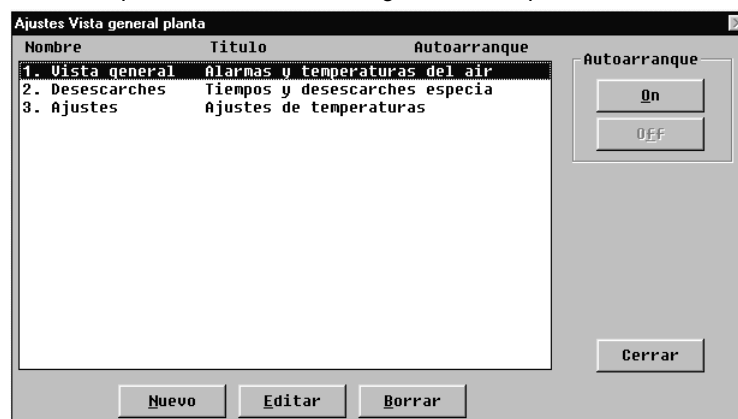 Ajustes Vista general planta
Nombre Titulo Autoarranque
1. Vista general Alarmas y temperaturas del air
2. Desescarches Tiempos y desescarches especia
3. Ajustes Ajustes de temperaturas
Autoarranque
On
Off
Cerrar
Nuevo Editar Borrar